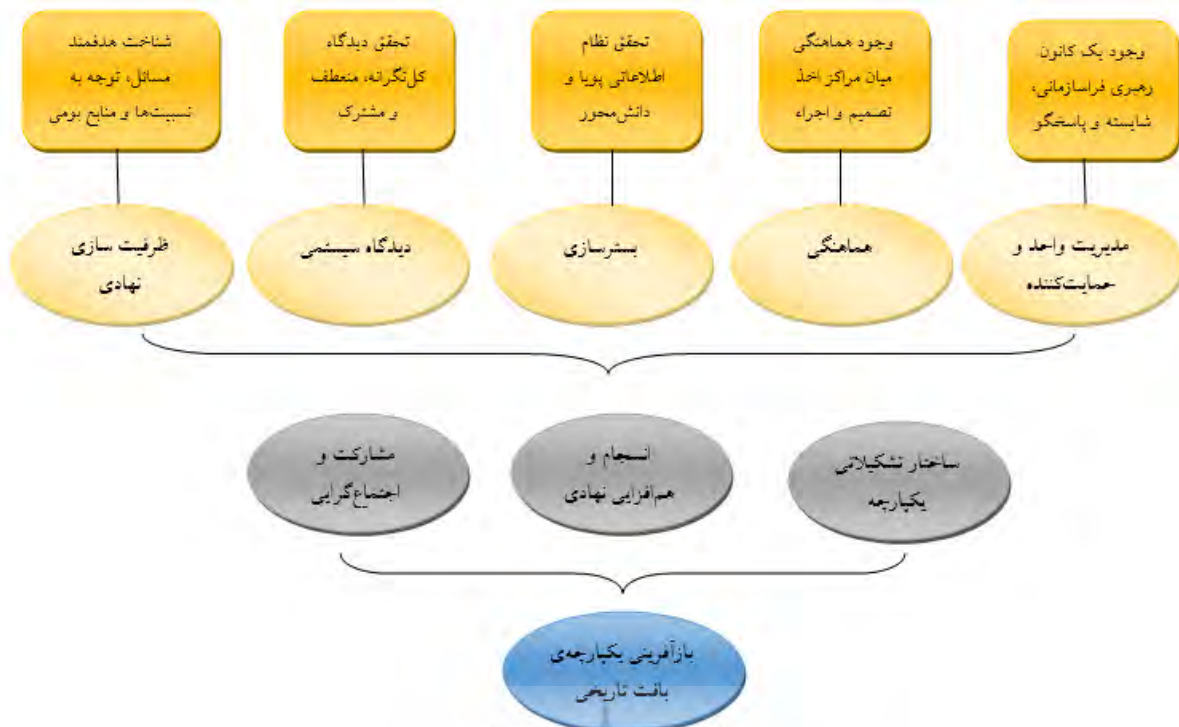 وجود یک کانون
رهبری فراسازمانی،
شایسته و پاسخگو
وجود هماهنگی
میان مراکز اخذ
تصمیم و اجراء
تحقق نظام
اطلاعاتی پویا و
دانش‌محور
تحقق دیدگاه
کل‌نگرانه، منعطف
و مشترک
شناخت هدفمند
مسائل، توجه به
نسبیت‌ها و منابع بومی
مدیریت واحد و
حمایت‌کننده
هماهنگی
بسترسازی
دیدگاه سیستمی
ظرفیت سازی
نهادی
ساختار تشکیلاتی
یکپارچه
انسجام و
هم‌افزایی نهادی
مشارکت و
اجتماع‌گرایی
بازآفرینی یکپارچه‌ی
بافت تاریخی